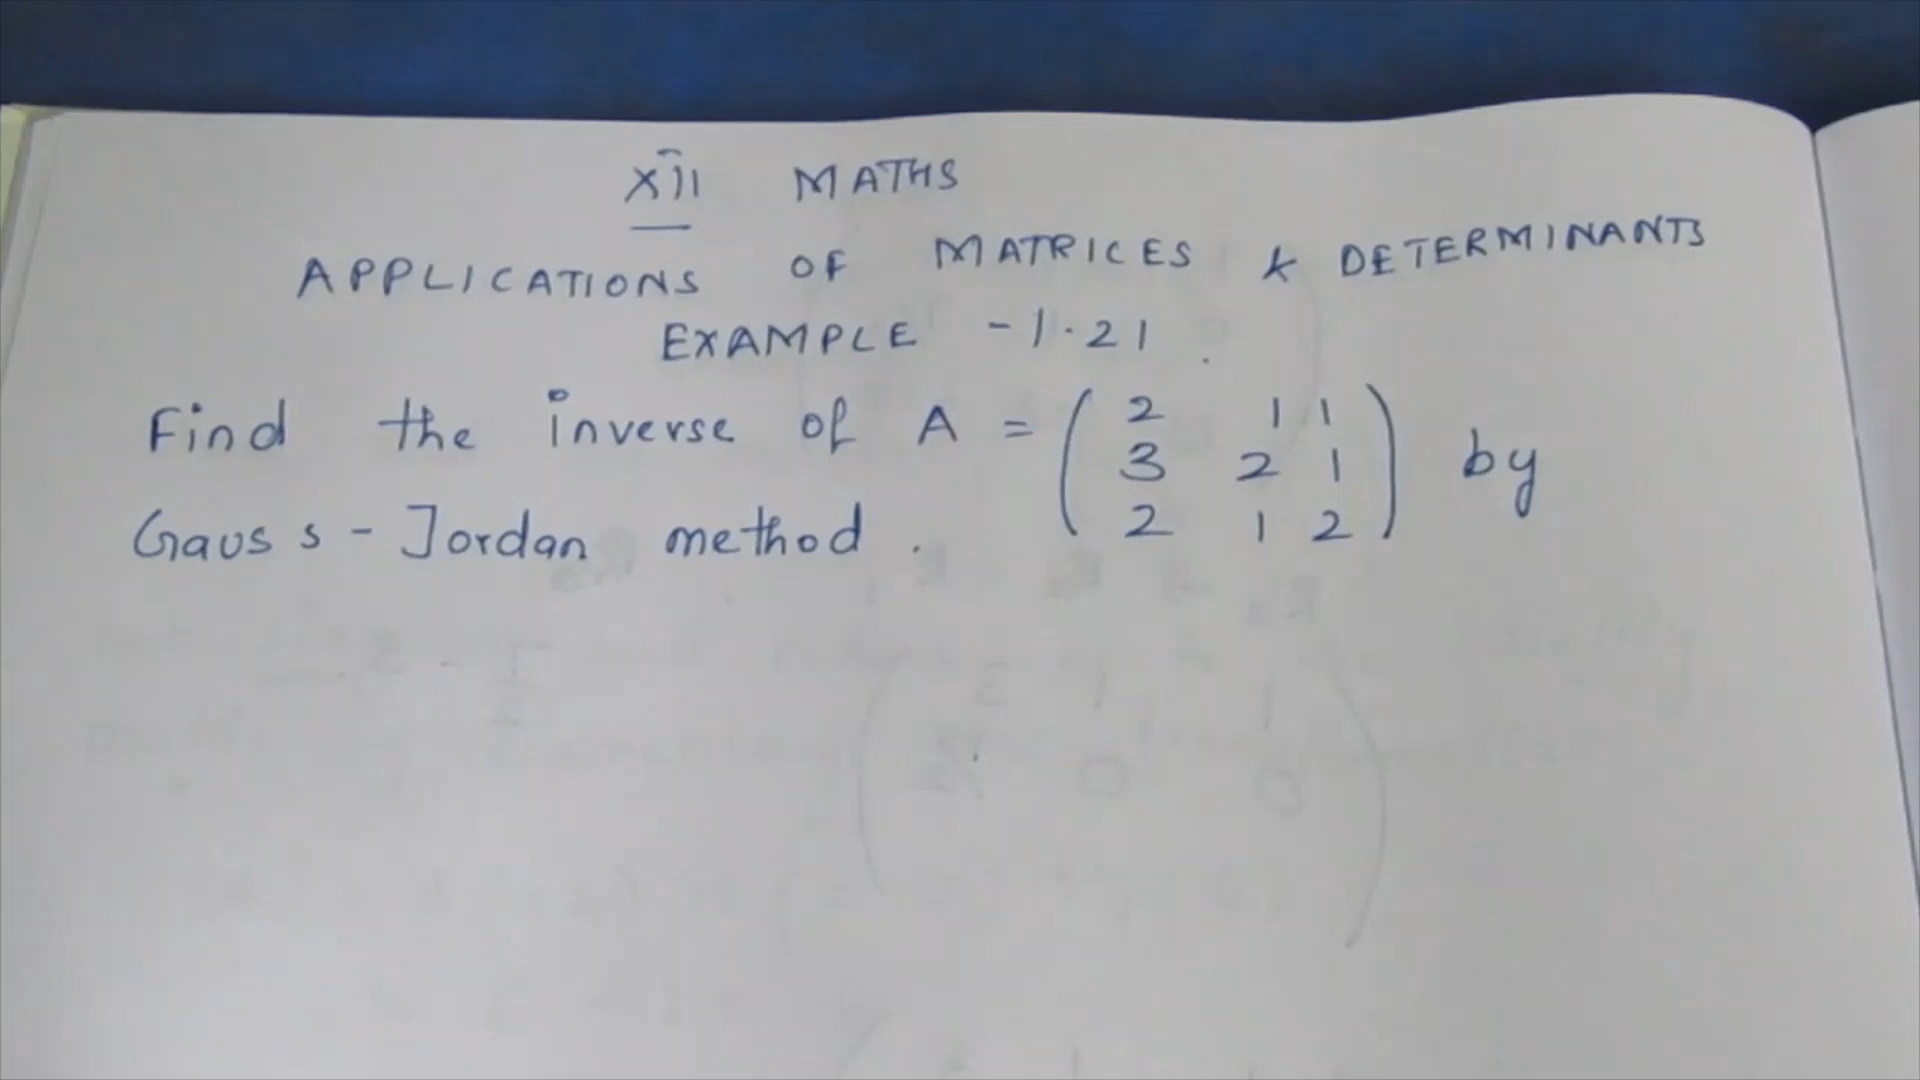 XII MATHS
APPLICATIONS OF MATRICES & DETERMINANTS
EXAMPLE - 1.21
Find the inverse of A = ( 2 1 1
3 2 1
2 1 2 ) by
Gauss - Jordan method .